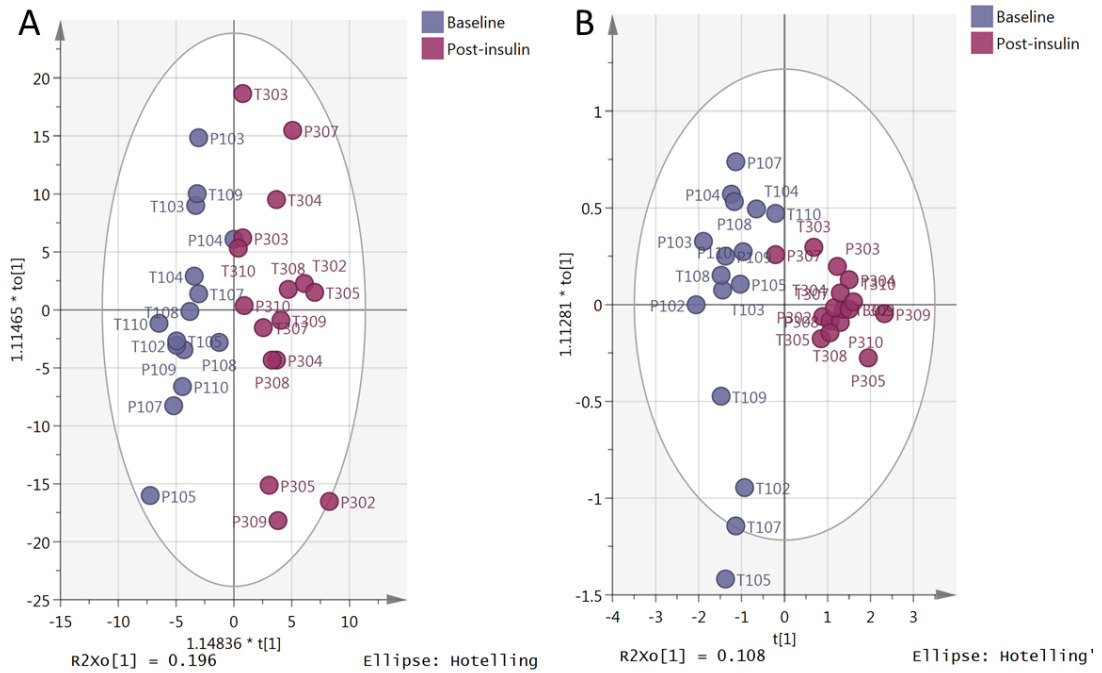 A
Baseline
Post-insulin
20
15
10
5
0
-5
-10
-15
-20
-25
-15
-10
-5
0
5
10
1.11465 * to[1]
1.14836 * t[1]
R2Xo[1] = 0.196
Ellipse: Hotelling
T303
P307
P103
T109
T103
T304
P104
P303
T310
T308
T302
T104
T107
T305
T108
P310
T309
T110
T307
T102
T105
P108
P109
P304
P308
P110
P107
P105
P305
P302
P309
B
Baseline
Post-insulin
1
0.5
0
-0.5
-1
-1.5
-4
-3
-2
-1
0
1
2
3
1.11281 * to[1]
t[1]
R2Xo[1] = 0.108
Ellipse: Hotelling'
P107
P104
T104
P108
T110
T303
P103
P110
P109
P307
P303
T108
P105
P304
T304
T310
T307
P102
T103
P302
P308
P309
T305
T308
P310
P305
T109
T102
T107
T105